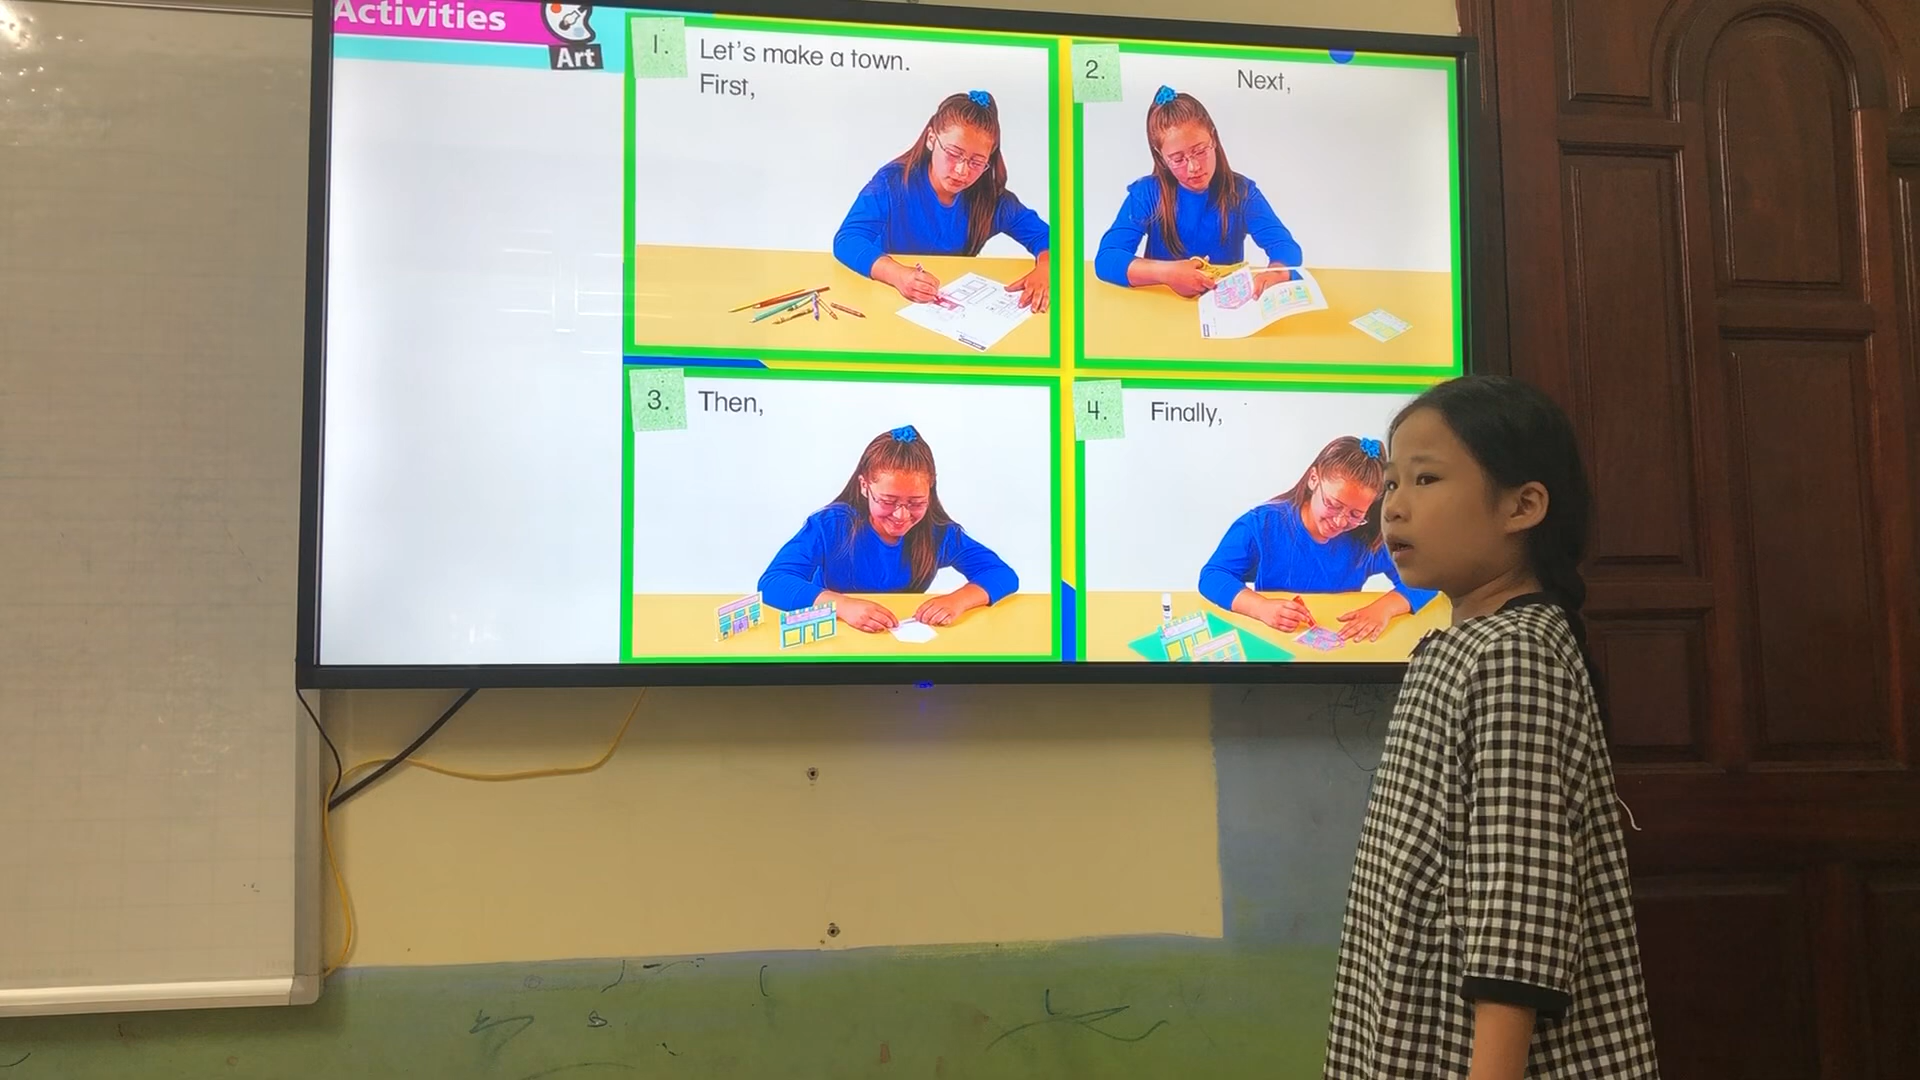 Activities
Art
1. Let's make a town.
First,
2. Next,
3. Then,
4. Finally,